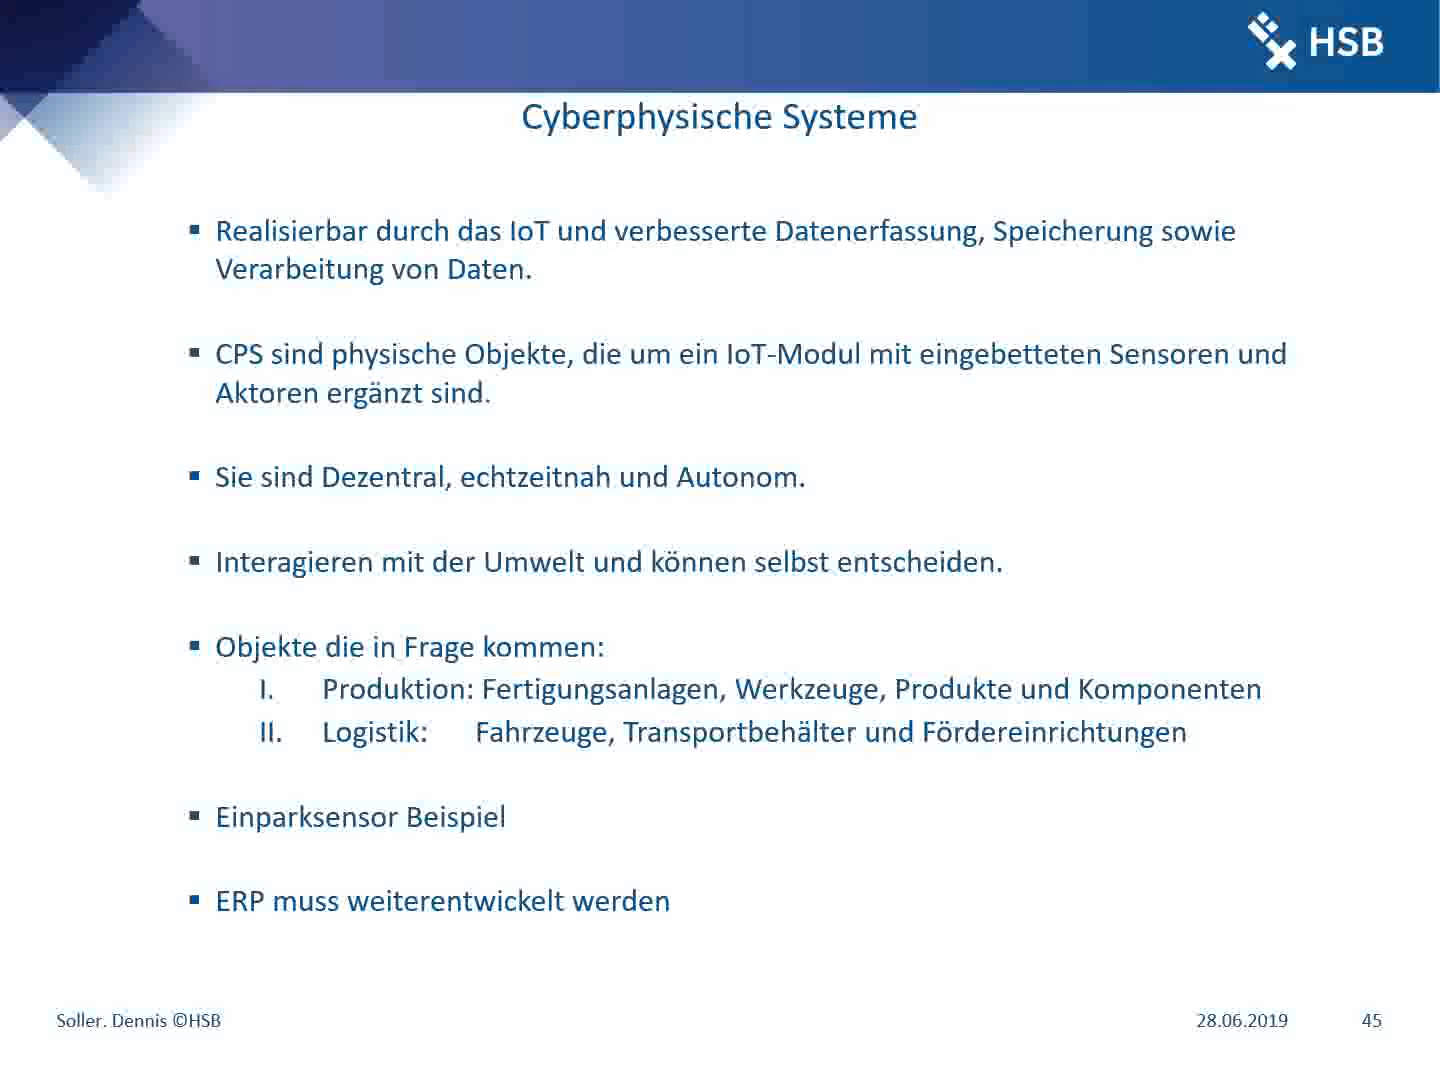 HSB
Cyberphysische Systeme
▪ Realisierbar durch das IoT und verbesserte Datenerfassung, Speicherung sowie
Verarbeitung von Daten.
▪ CPS sind physische Objekte, die um ein IoT-Modul mit eingebetteten Sensoren und
Aktoren ergänzt sind.
▪ Sie sind Dezentral, echtzeitnah und Autonom.
▪ Interagieren mit der Umwelt und können selbst entscheiden.
▪ Objekte die in Frage kommen:
I. Produktion: Fertigungsanlagen, Werkzeuge, Produkte und Komponenten
II. Logistik: Fahrzeuge, Transportbehälter und Fördereinrichtungen
▪ Einparksensor Beispiel
▪ ERP muss weiterentwickelt werden
Soller. Dennis ©HSB 28.06.2019 45